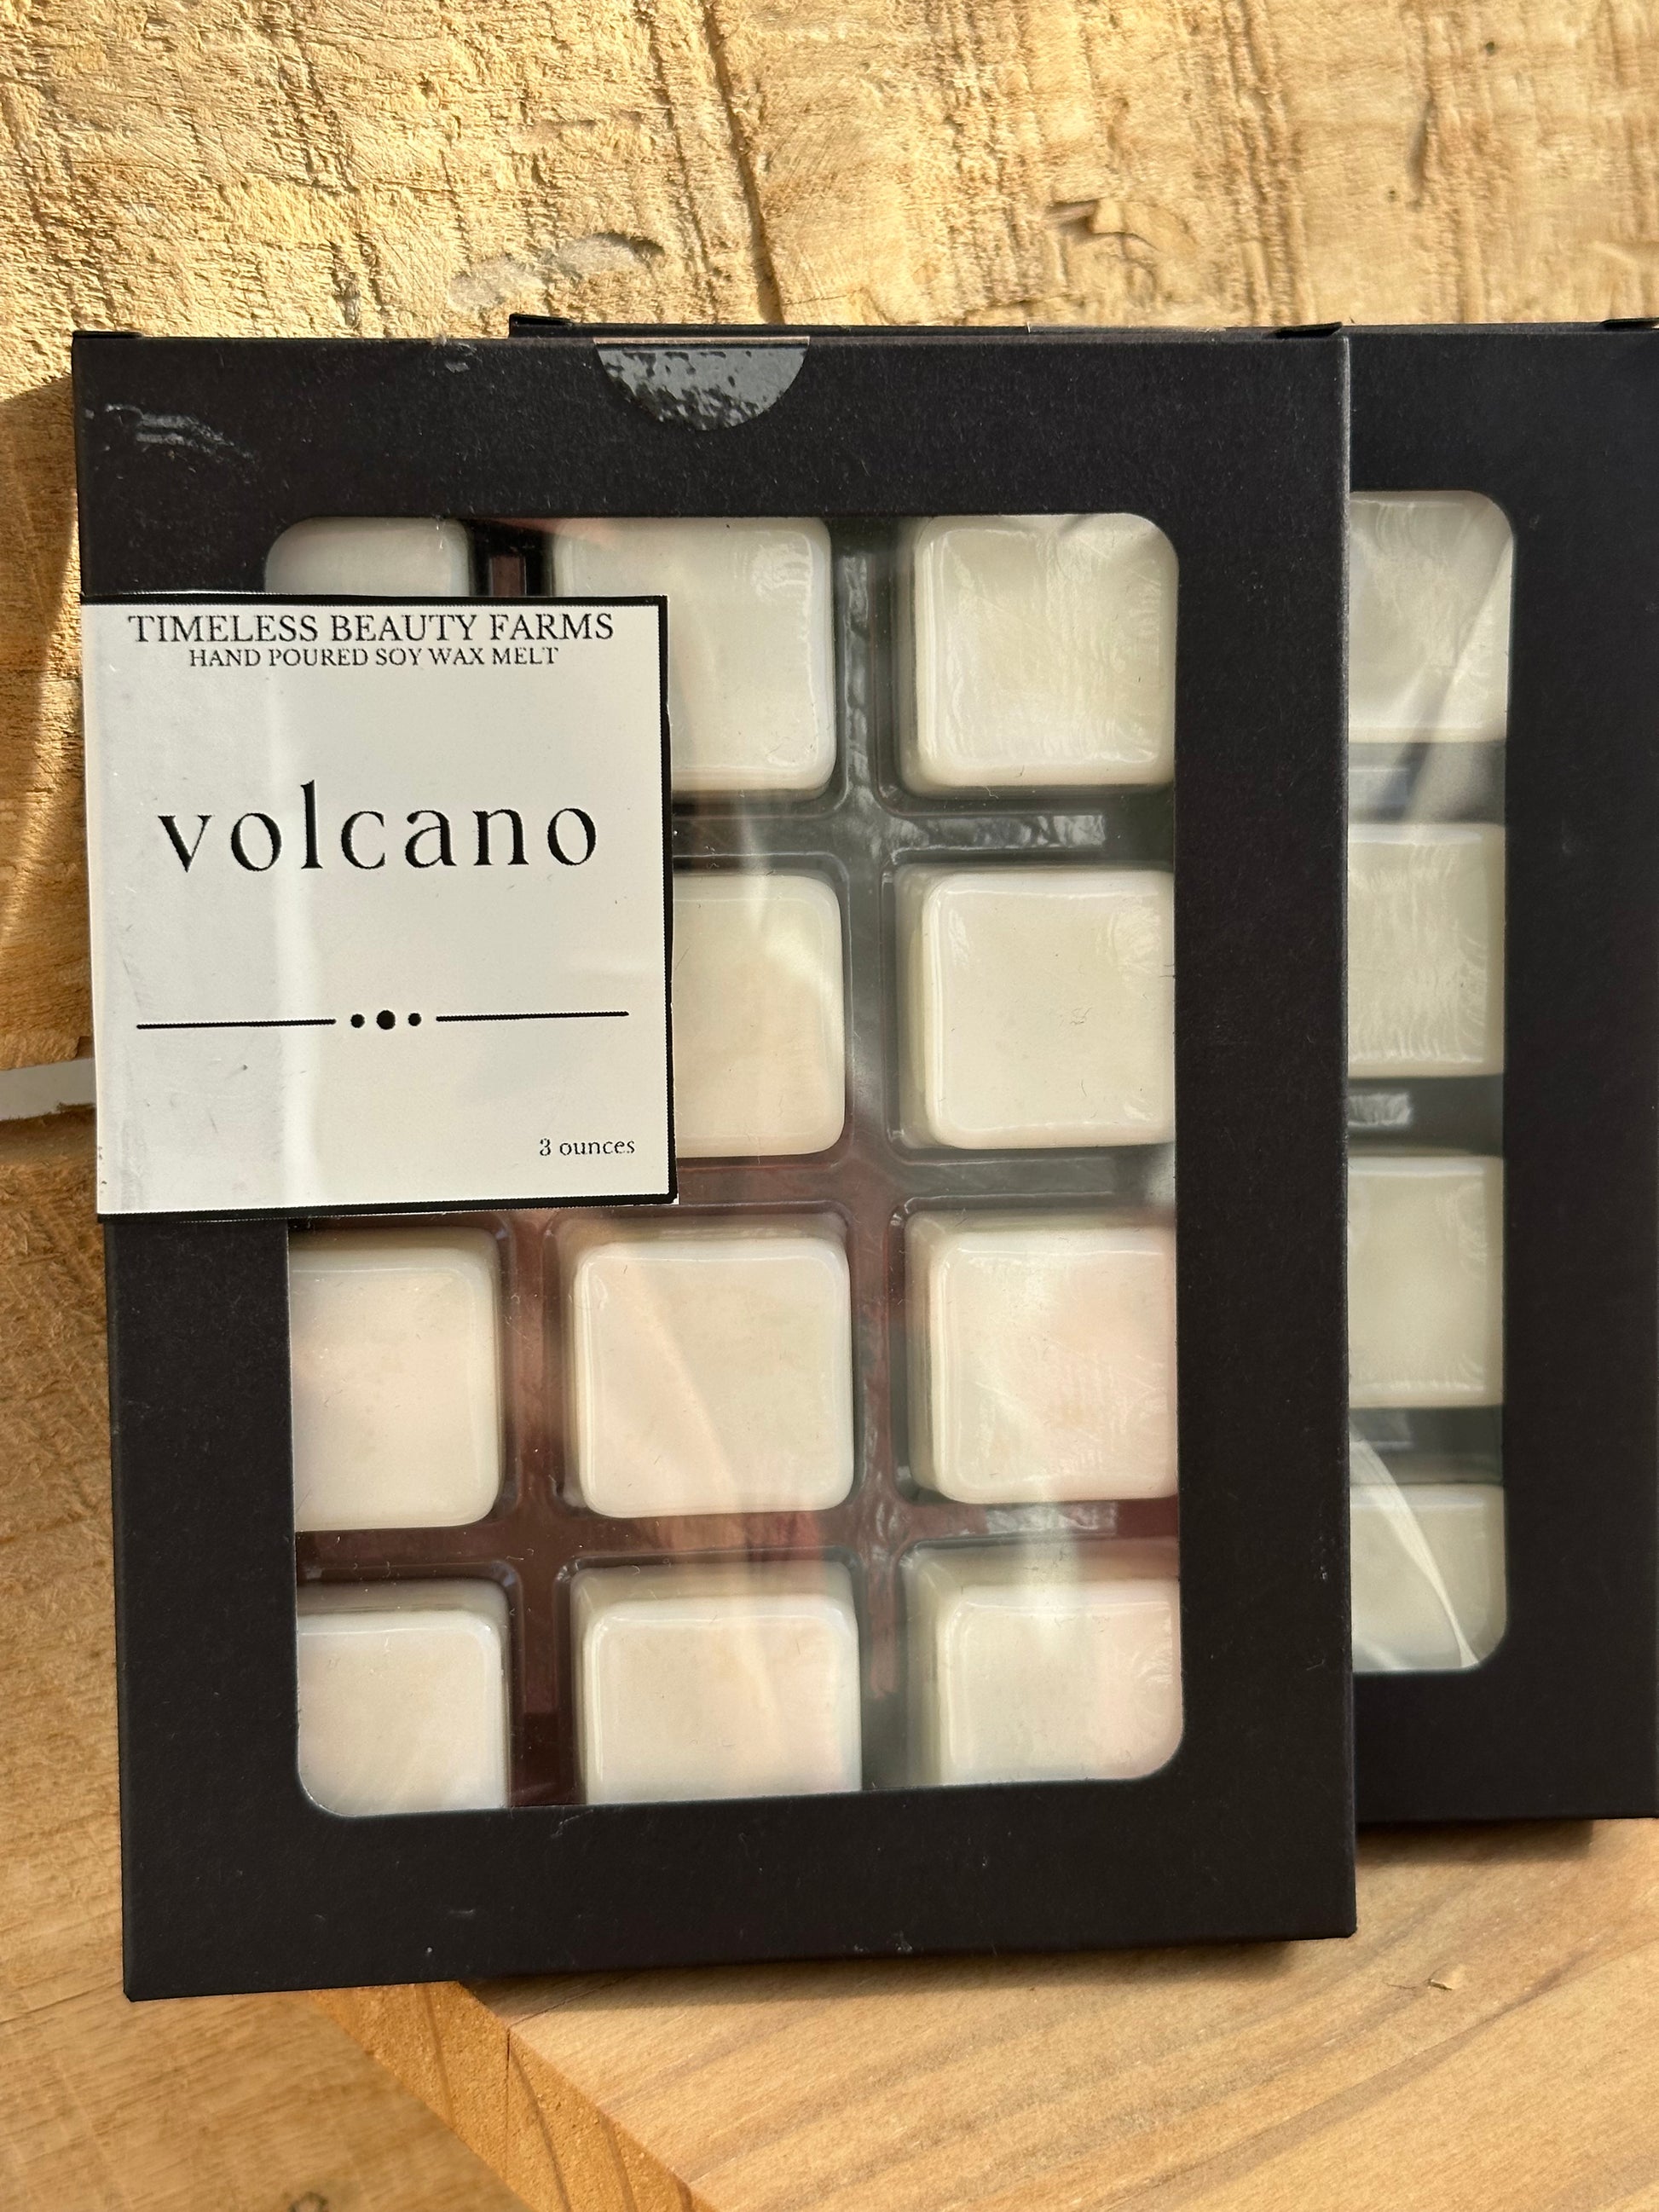 TIMELESS BEAUTY FARMS
HAND POURED SOY WAX MELT
volcano
3 ounces